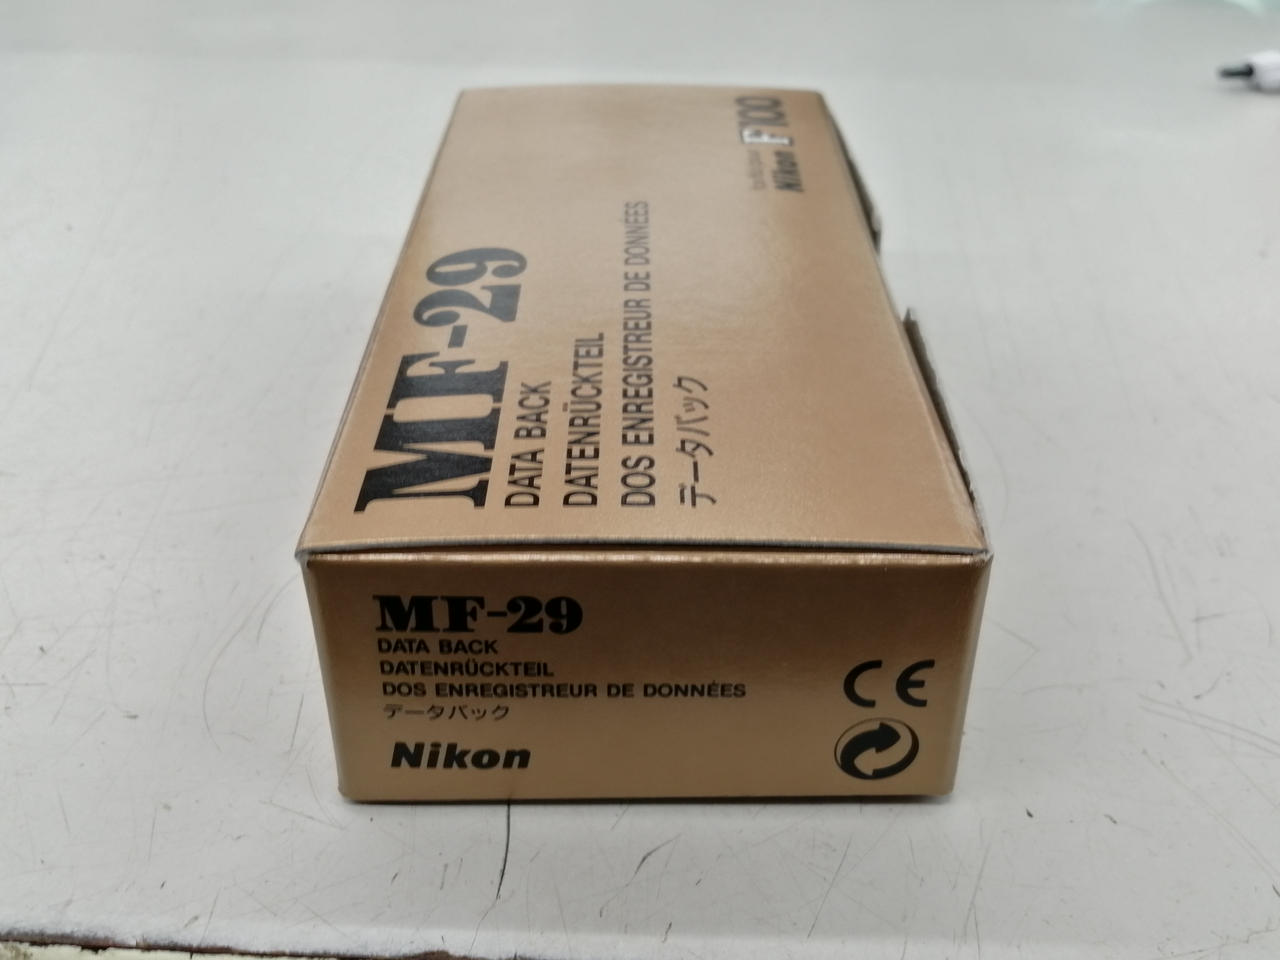 MF-29
DATA BACK
DATENRÜCKTEIL
DOS ENREGISTREUR DE DONNÉES
データバック
Nikon F100
MF-29
DATA BACK
DATENRÜCKTEIL
DOS ENREGISTREUR DE DONNÉES
データバック
Nikon
CE